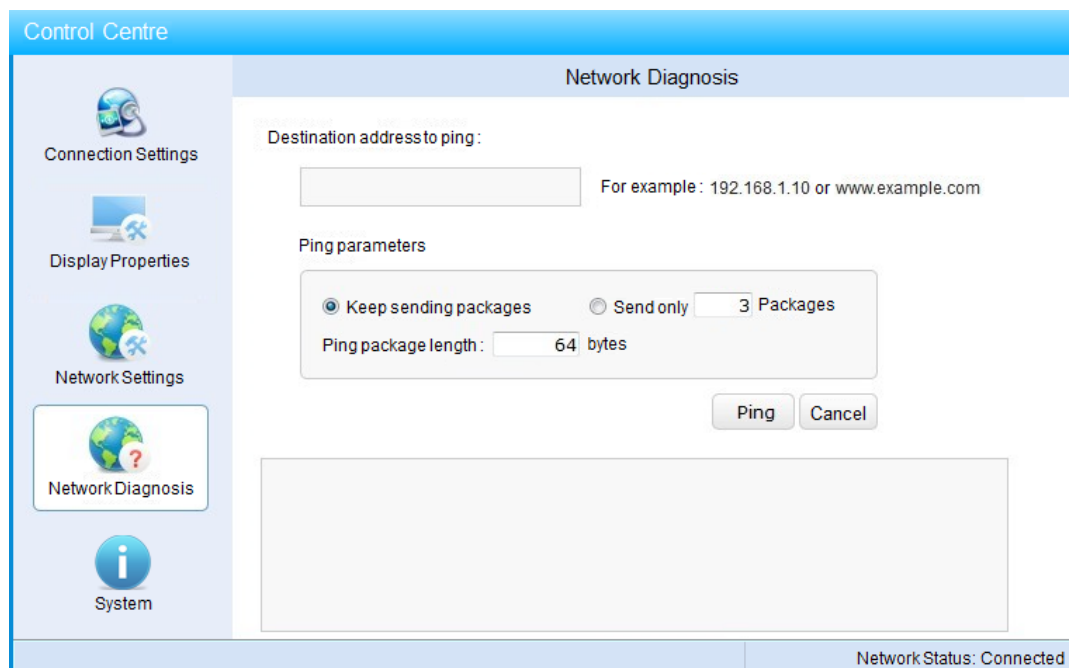 Control Centre
Network Diagnosis
Connection Settings
Display Properties
Network Settings
Network Diagnosis
System
Destination address to ping :
For example : 192.168.1.10 or www.example.com
Ping parameters
Keep sending packages Send only 3 Packages
Ping package length : 64 bytes
Ping Cancel
Network Status: Connected